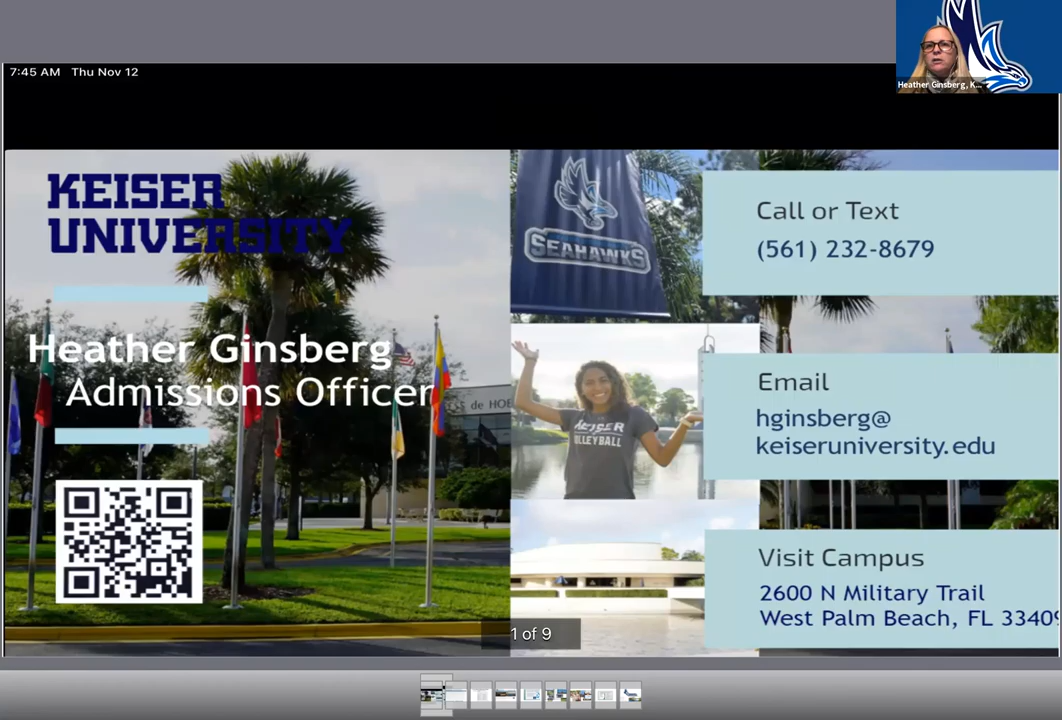 7:45 AM Thu Nov 12
Heather Ginsberg, K...
KEISER
UNIVERSITY
Heather Ginsberg
Admissions Officer
SEAHAWKS
KEISER
VOLLEYBALL
Call or Text
(561) 232-8679
Email
hginsberg@
keiseruniversity.edu
Visit Campus
2600 N Military Trail
West Palm Beach, FL 33409
1 of 9